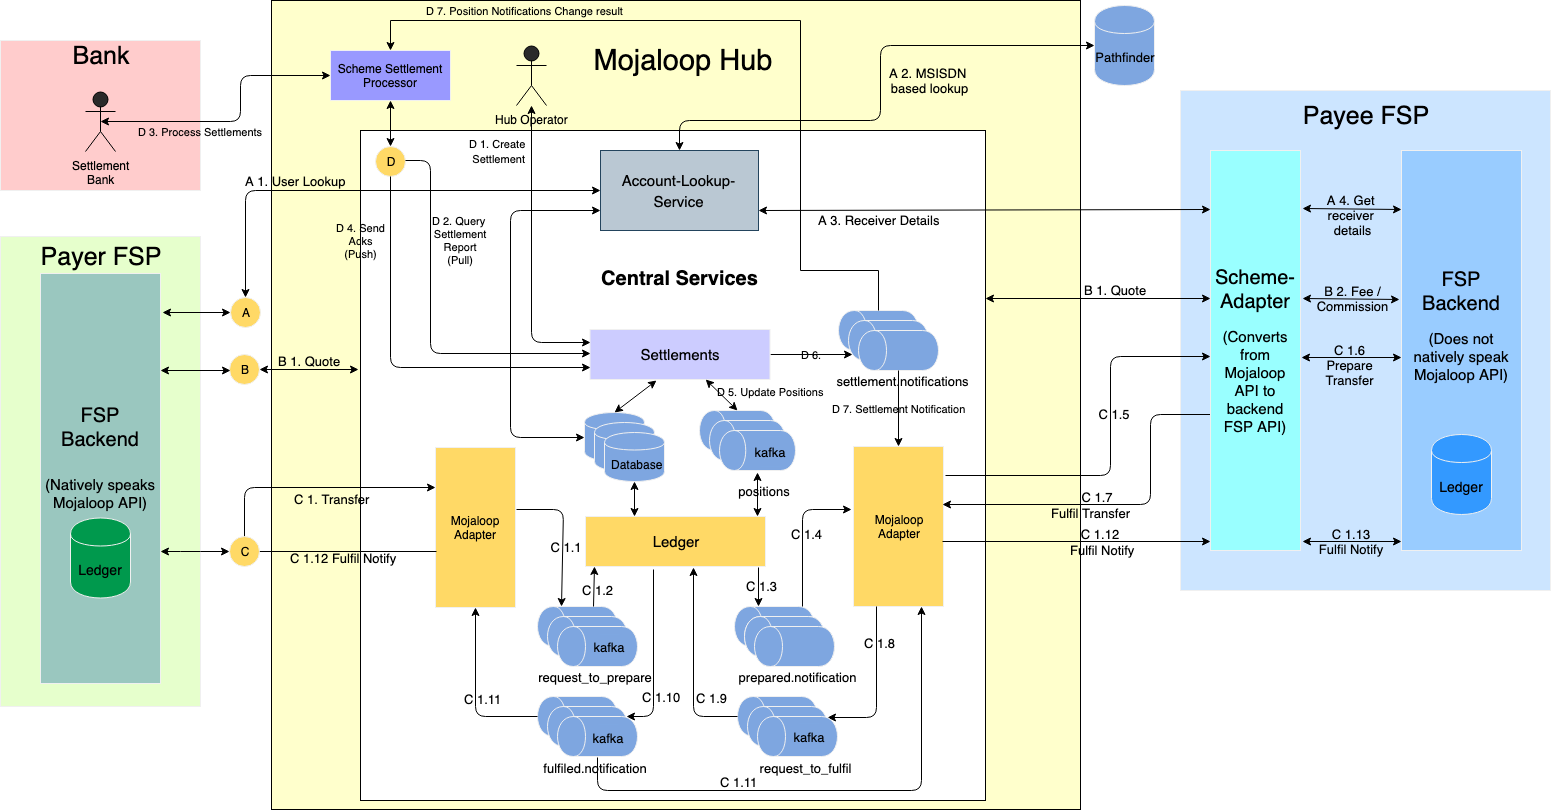 D 7. Position Notifications Change result
Bank
Settlement
Bank
D 3. Process Settlements
Scheme Settlement
Processor
Hub Operator
Mojaloop Hub
A 2. MSISDN
based lookup
Pathfinder
D
D 1. Create
Settlement
A 1. User Lookup
Account-Lookup-
Service
A 3. Receiver Details
D 4. Send
Acks
(Push)
D 2. Query
Settlement
Report
(Pull)
Central Services
Payer FSP
FSP
Backend
(Natively speaks
Mojaloop API)
Ledger
A
B
C
B 1. Quote
C 1. Transfer
C 1.12 Fulfil Notify
Settlements
D 6.
settlement.notifications
D 5. Update Positions
D 7. Settlement Notification
Database
kafka
positions
Mojaloop
Adapter
Ledger
Mojaloop
Adapter
C 1.1
C 1.2
C 1.3
C 1.4
kafka
request_to_prepare
prepared.notification
C 1.8
C 1.11
C 1.10
C 1.9
kafka
fulfiled.notification
kafka
request_to_fulfil
C 1.11
B 1. Quote
C 1.5
C 1.7
Fulfil Transfer
C 1.12
Fulfil Notify
Payee FSP
Scheme-
Adapter
(Converts
from
Mojaloop
API to
backend
FSP API)
A 4. Get
receiver
details
B 2. Fee /
Commission
C 1.6
Prepare
Transfer
C 1.13
Fulfil Notify
FSP
Backend
(Does not
natively speak
Mojaloop API)
Ledger